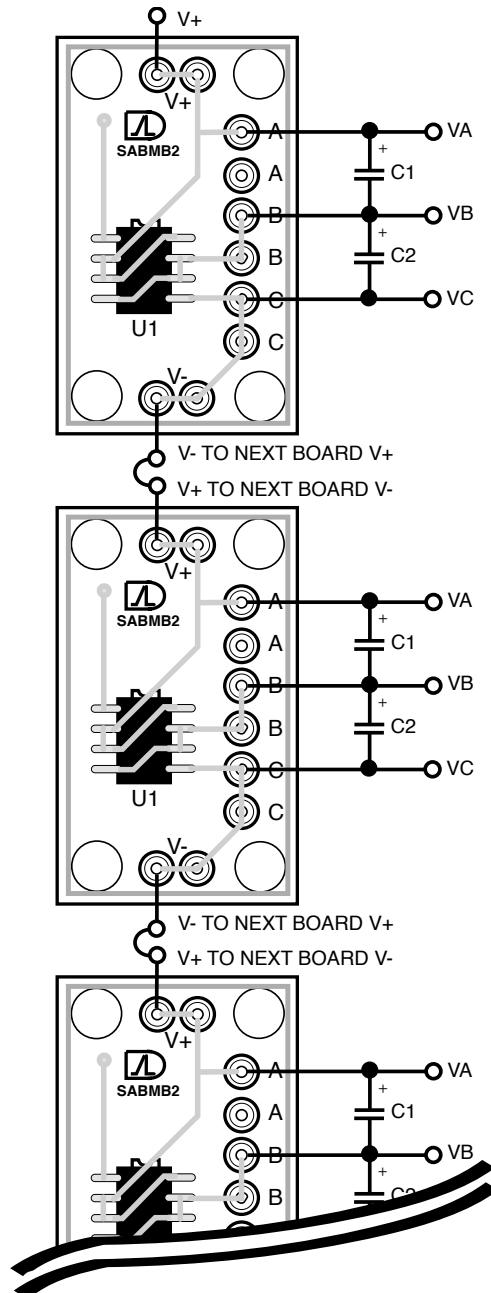 V+
V+
SABMB2
A
VA
+
C1
A
B
VB
+
C2
B
C
VC
U1
C
V-
V- TO NEXT BOARD V+
V+ TO NEXT BOARD V-
V+
SABMB2
A
VA
+
C1
A
B
VB
+
C2
B
C
VC
U1
C
V-
V- TO NEXT BOARD V+
V+ TO NEXT BOARD V-
V+
SABMB2
A
VA
+
C1
A
B
VB
+
B